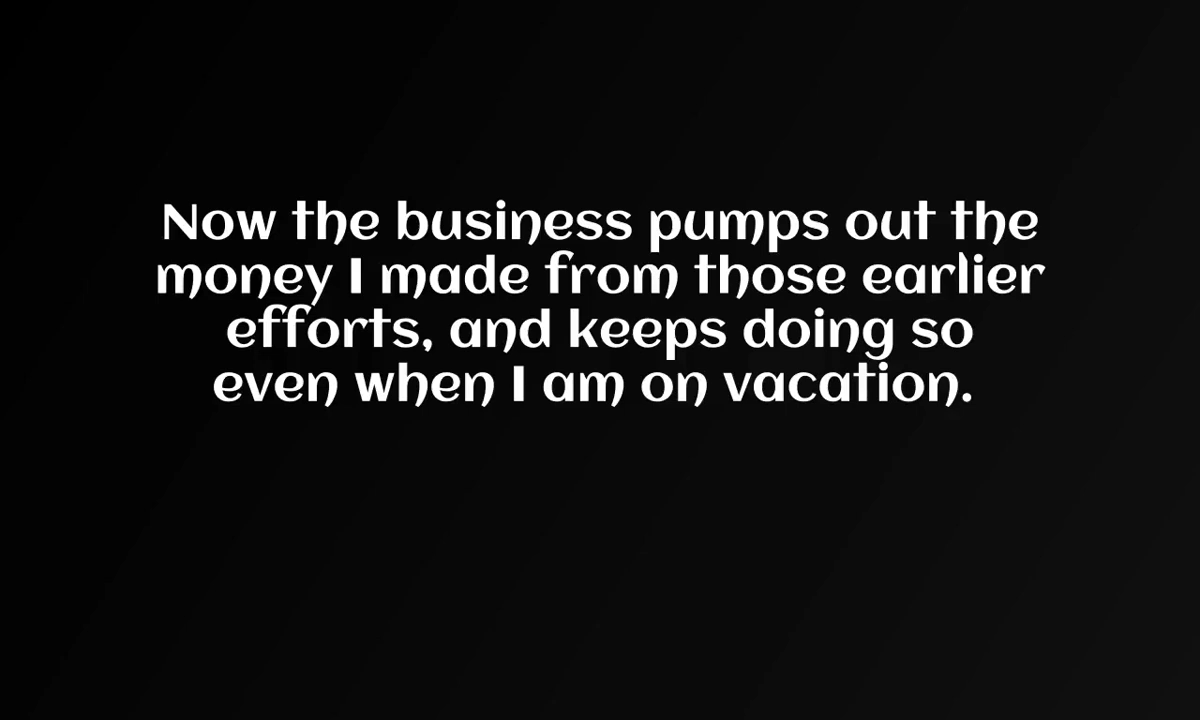 Now the business pumps out the
money I made from those earlier
efforts, and keeps doing so
even when I am on vacation.